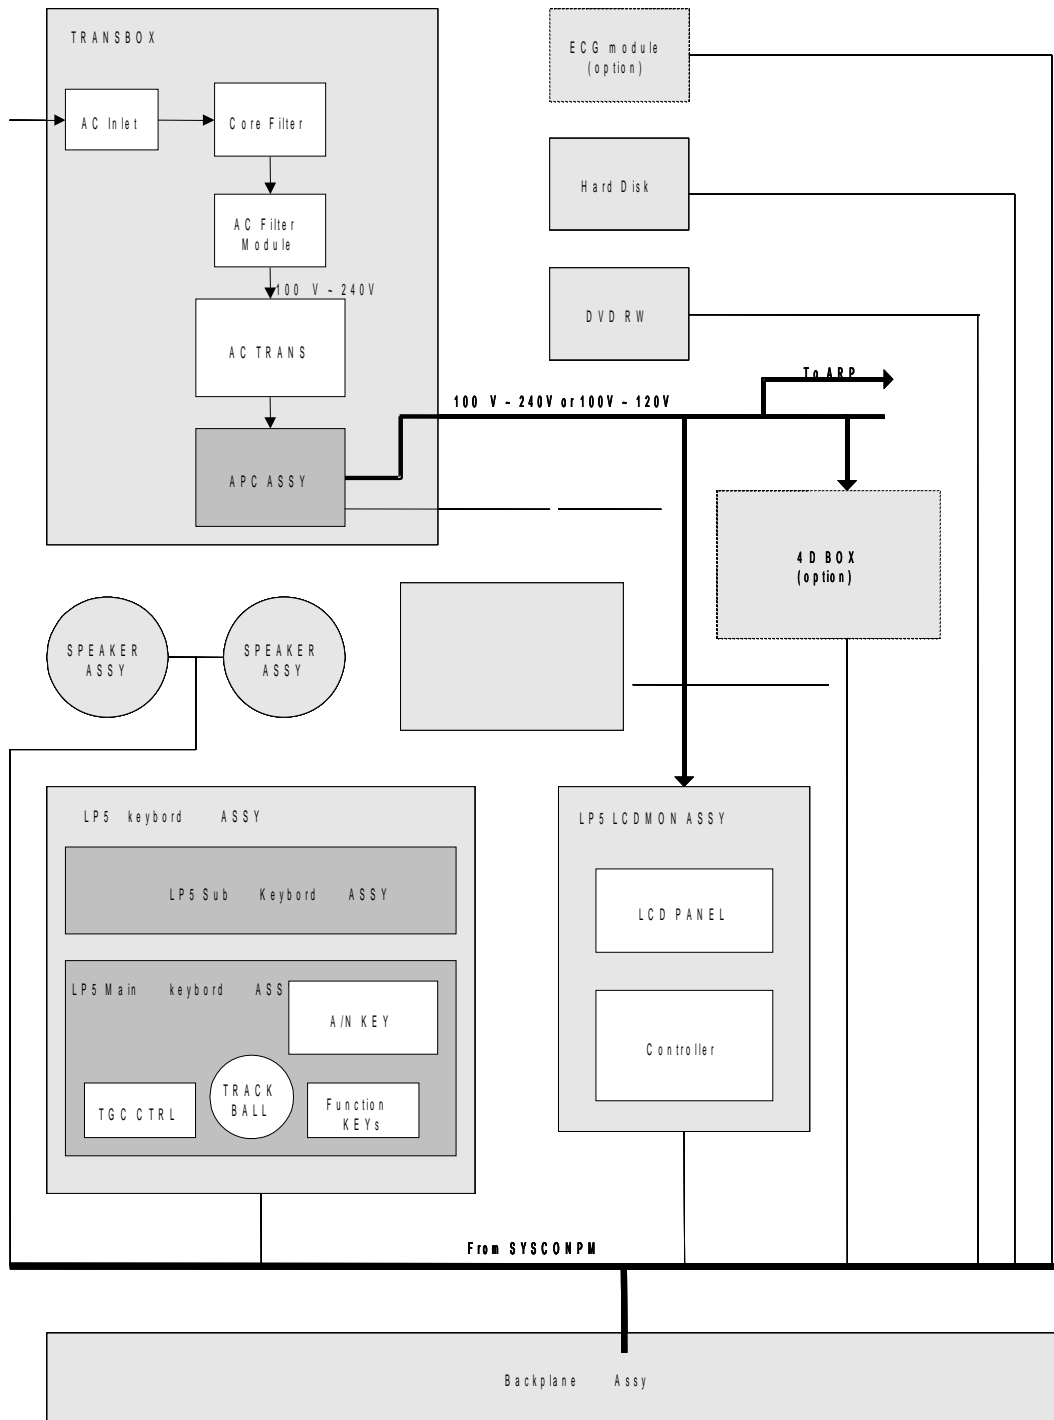 TRANSBOX
ECG module
(option)
AC Inlet
Core Filter
Hard Disk
AC Filter
Module
100 V ~ 240V
DVD RW
AC TRANS
To ARP
100 V ~ 240V or 100V ~ 120V
APC ASSY
4D BOX
(option)
SPEAKER
ASSY
SPEAKER
ASSY
LP5 keybord ASSY
LP5 LCDMON ASSY
LP5 Sub Keybord ASSY
LCD PANEL
LP5 Main keybord ASS
A/N KEY
Controller
TRACK
BALL
TGC CTRL
Function
KEYs
From SYSCONPM
Backplane Assy